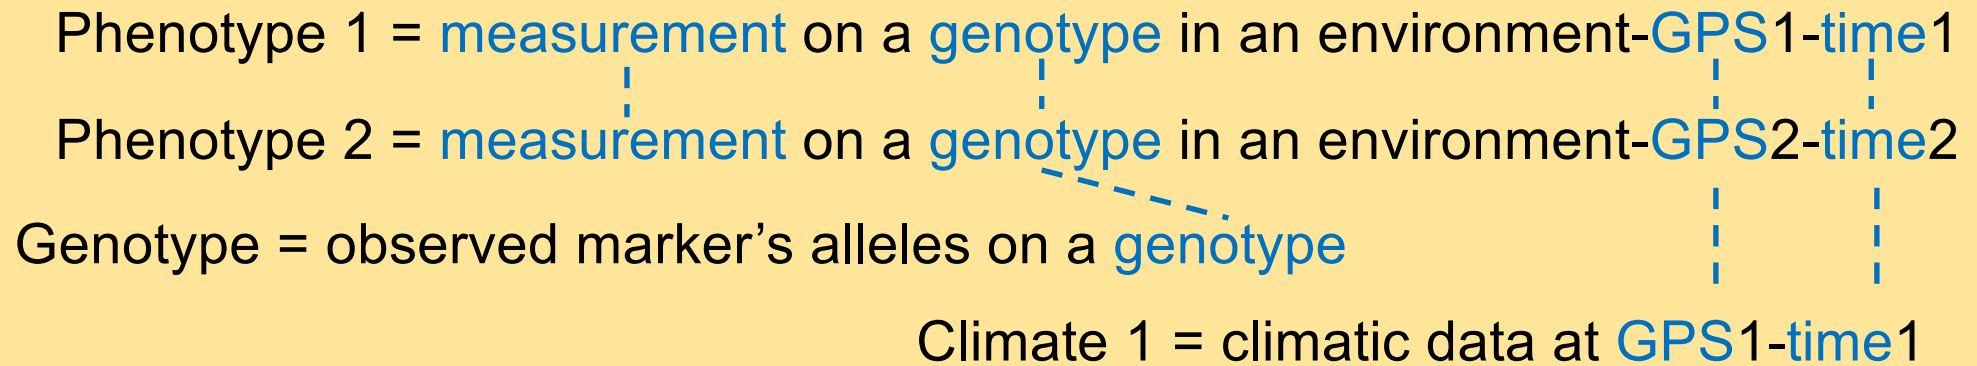 Phenotype 1 = measurement on a genotype in an environment-GPS1-time1
Phenotype 2 = measurement on a genotype in an environment-GPS2-time2
Genotype = observed marker’s alleles on a genotype
Climate 1 = climatic data at GPS1-time1